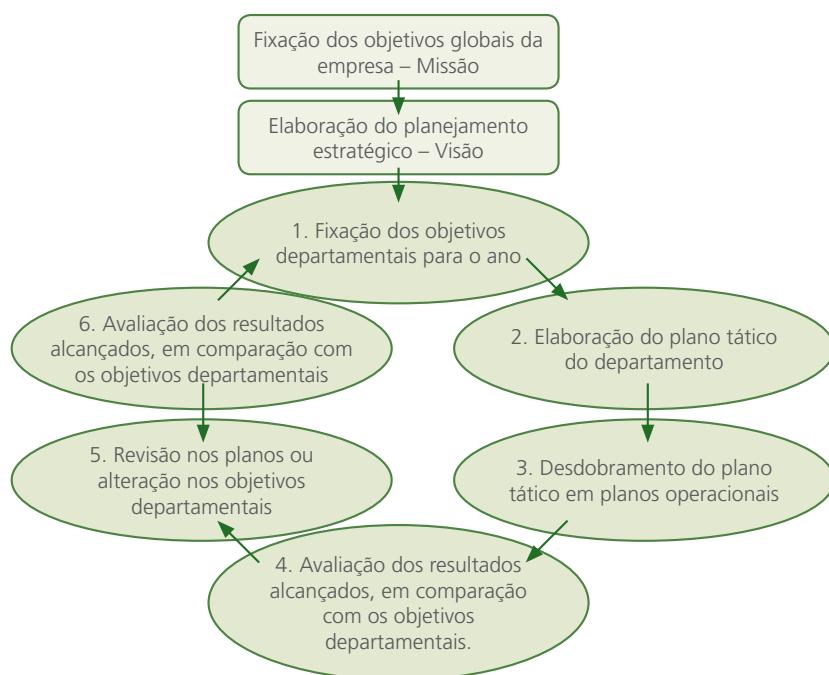 Fixação dos objetivos globais da
empresa – Missão
Elaboração do planejamento
estratégico – Visão
1. Fixação dos objetivos
departamentais para o ano
2. Elaboração do plano tático
do departamento
3. Desdobramento do plano
tático em planos operacionais
4. Avaliação dos resultados
alcançados, em comparação
com os objetivos
departamentais.
5. Revisão nos planos ou
alteração nos objetivos
departamentais
6. Avaliação dos resultados
alcançados, em comparação com
os objetivos departamentais